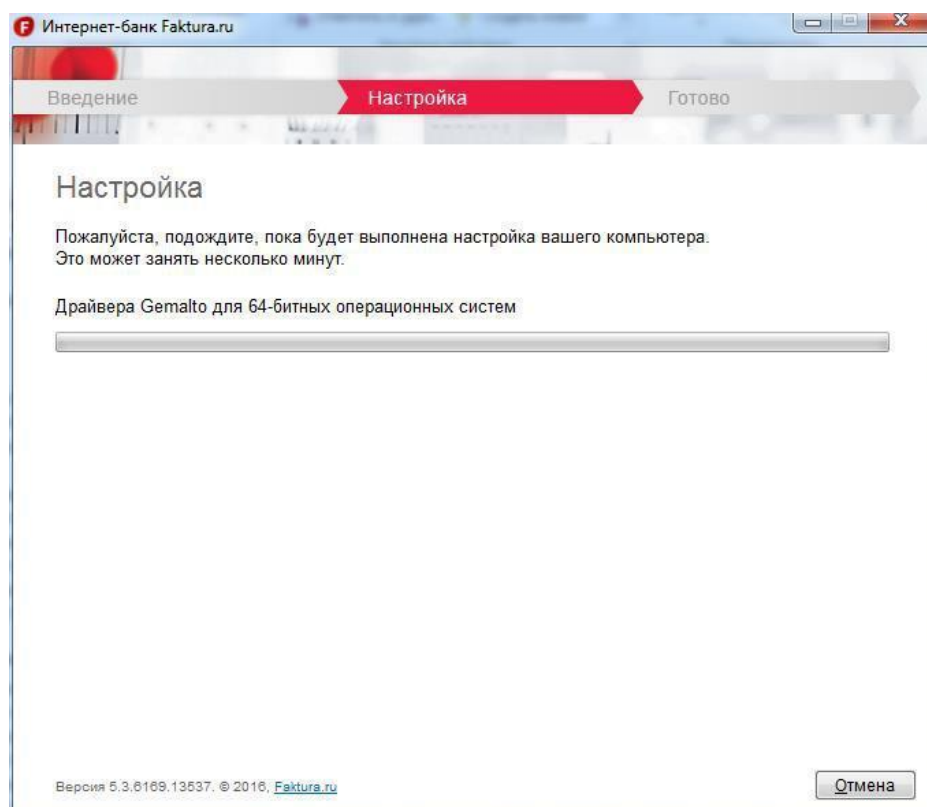 Интернет-банк Faktura.ru
Введение
Настройка
Готово
Настройка
Пожалуйста, подождите, пока будет выполнена настройка вашего компьютера.
Это может занять несколько минут.
Драйвера Gemalto для 64-битных операционных систем
Версия 5.3.6169.13537. © 2016, Faktura.ru
Отмена